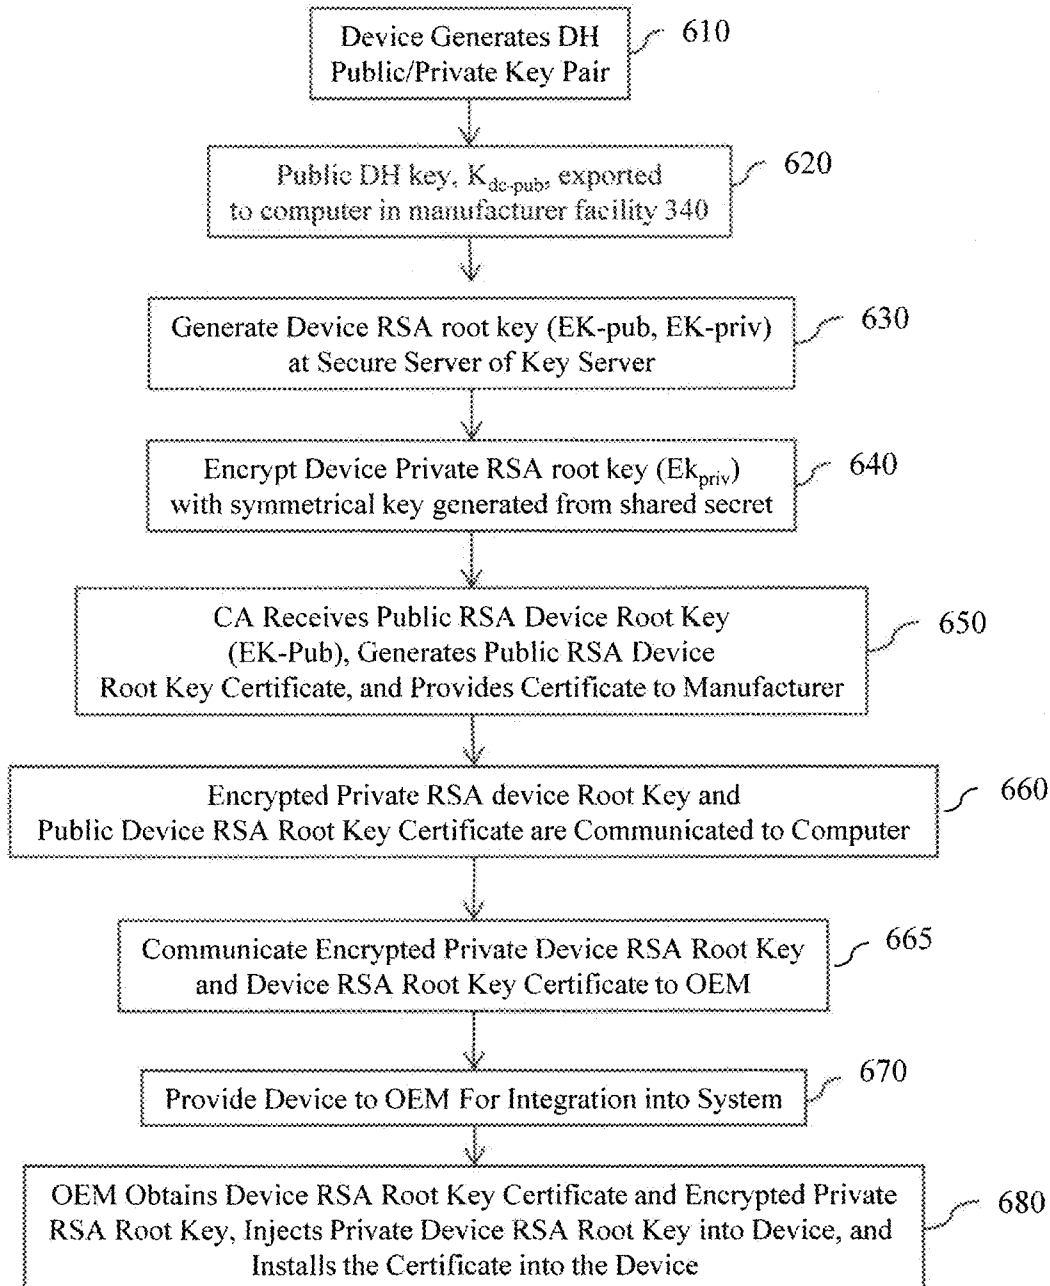 Device Generates DH
Public/Private Key Pair
610
Public DH key, K_dc-pub, exported
to computer in manufacturer facility 340
620
Generate Device RSA root key (EK-pub, EK-priv)
at Secure Server of Key Server
630
Encrypt Device Private RSA root key (Ek_priv)
with symmetrical key generated from shared secret
640
CA Receives Public RSA Device Root Key
(EK-Pub), Generates Public RSA Device
Root Key Certificate, and Provides Certificate to Manufacturer
650
Encrypted Private RSA device Root Key and
Public Device RSA Root Key Certificate are Communicated to Computer
660
Communicate Encrypted Private Device RSA Root Key
and Device RSA Root Key Certificate to OEM
665
Provide Device to OEM For Integration into System
670
OEM Obtains Device RSA Root Key Certificate and Encrypted Private
RSA Root Key, Injects Private Device RSA Root Key into Device, and
Installs the Certificate into the Device
680